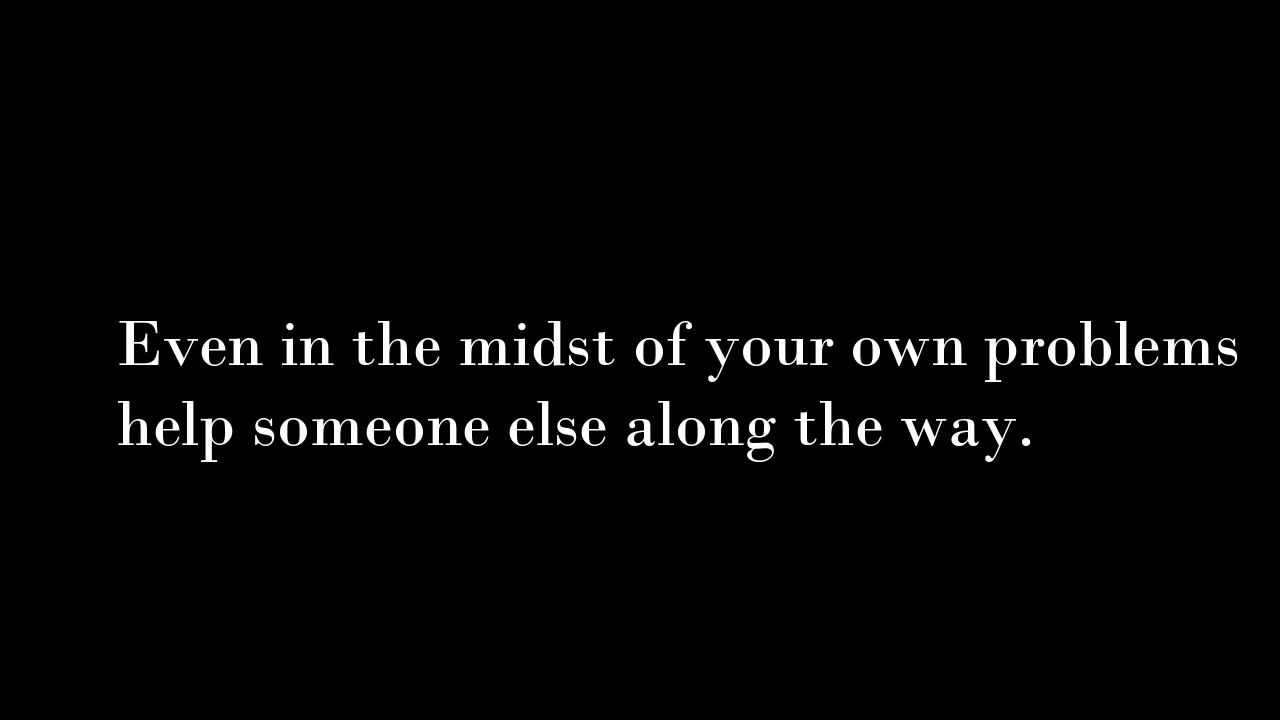 Even in the midst of your own problems
help someone else along the way.